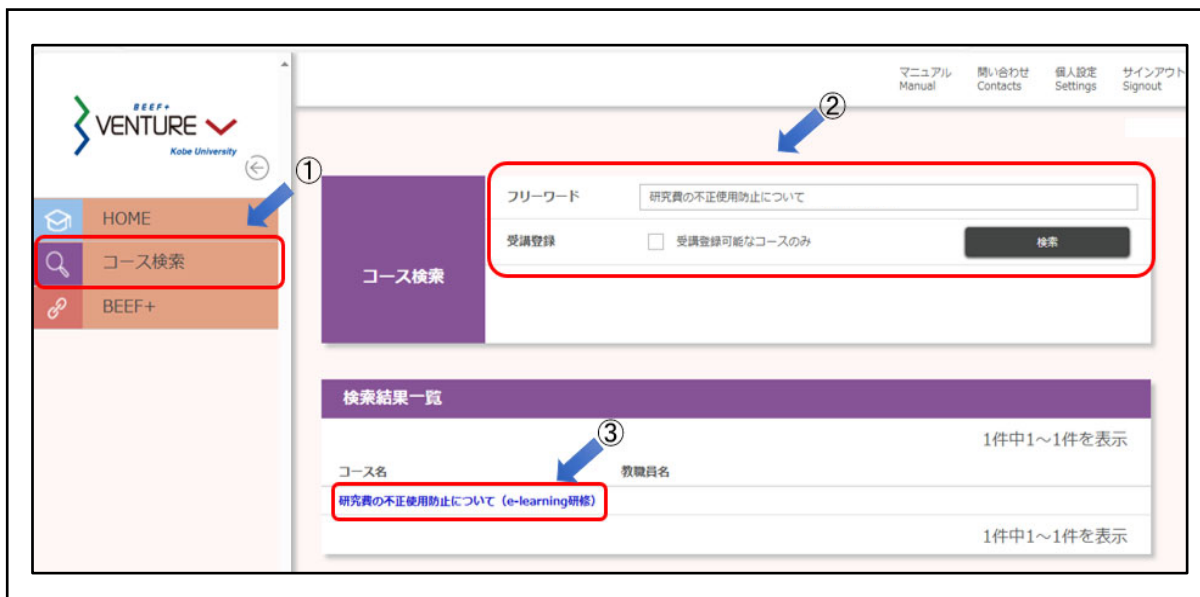 BEEF+
VENTURE
Kobe University
マニュアル
Manual
問い合わせ
Contacts
個人設定
Settings
サインアウト
Signout
①
HOME
コース検索
BEEF+
②
コース検索
フリーワード
研究費の不正使用防止について
受講登録
受講登録可能なコースのみ
検索
検索結果一覧
1件中1~1件を表示
③
コース名
教職員名
研究費の不正使用防止について（e-learning研修）
1件中1~1件を表示